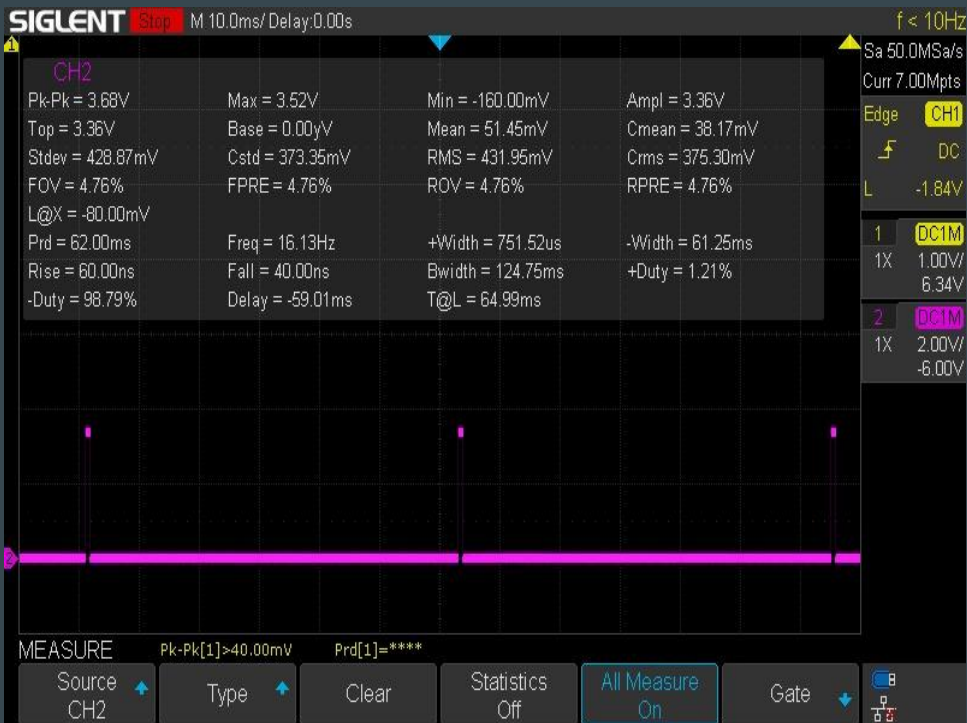 SIGLENT Stop M 10.0ms/ Delay:0.00s f < 10Hz
1
Sa 50.0MSa/s
Curr 7.00Mpts
Edge CH1
DC
L -1.84V
1 DC1M
1X 1.00V/
6.34V
2 DC1M
1X 2.00V/
-6.00V
CH2
Pk-Pk = 3.68V Max = 3.52V Min = -160.00mV Ampl = 3.36V
Top = 3.36V Base = 0.00yV Mean = 51.45mV Cmean = 38.17mV
Stdev = 428.87mV Cstd = 373.35mV RMS = 431.95mV Crms = 375.30mV
FOV = 4.76% FPRE = 4.76% ROV = 4.76% RPRE = 4.76%
L@X = -80.00mV
Prd = 62.00ms Freq = 16.13Hz +Width = 751.52us -Width = 61.25ms
Rise = 60.00ns Fall = 40.00ns Bwidth = 124.75ms +Duty = 1.21%
-Duty = 98.79% Delay = -59.01ms T@L = 64.99ms
2
MEASURE Pk-Pk[1]>40.00mV Prd[1]=****
Source CH2
Type
Clear
Statistics Off
All Measure On
Gate